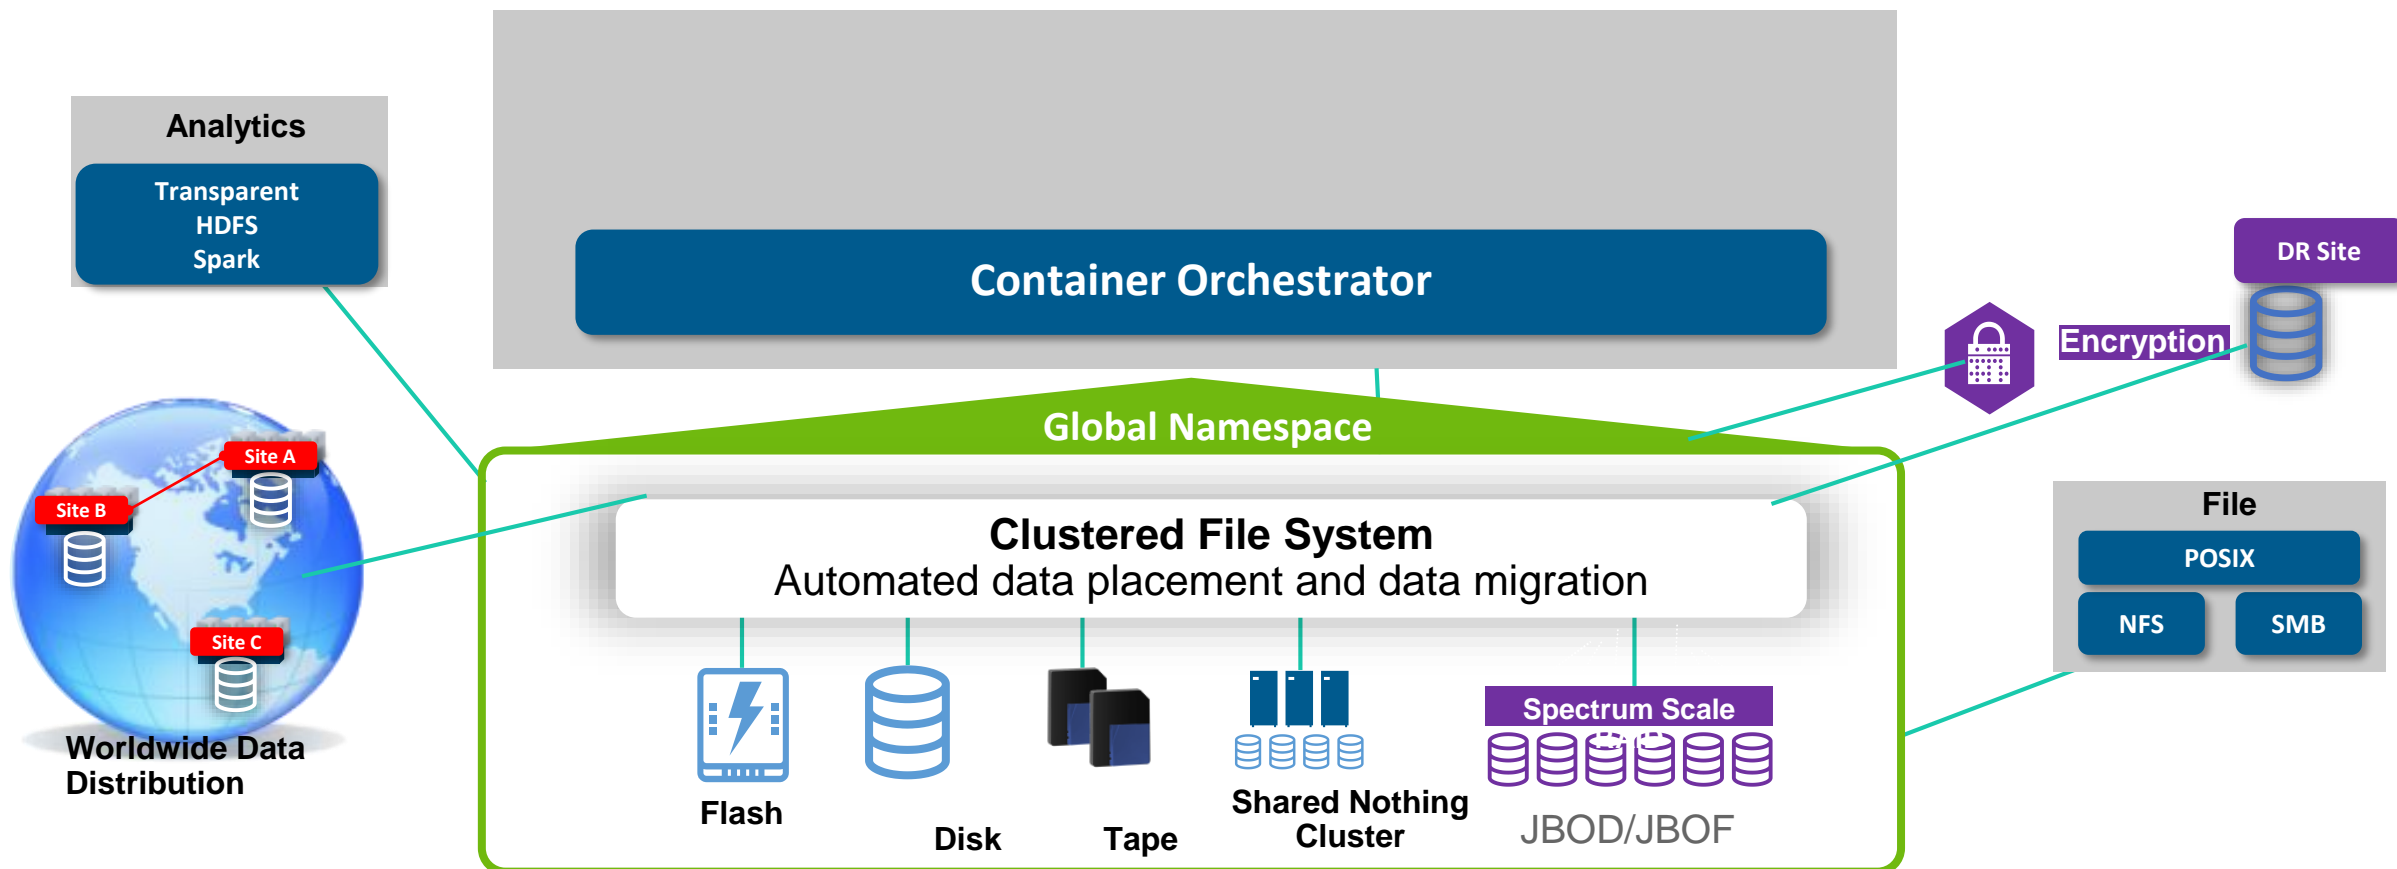 Analytics
Transparent
HDFS
Spark
Container Orchestrator
DR Site
Encryption
Global Namespace
Site A
Site B
Site C
Worldwide Data
Distribution
Clustered File System
Automated data placement and data migration
File
POSIX
NFS
SMB
Flash
Disk
Tape
Shared Nothing
Cluster
Spectrum Scale
RAID
JBOD/JBOF